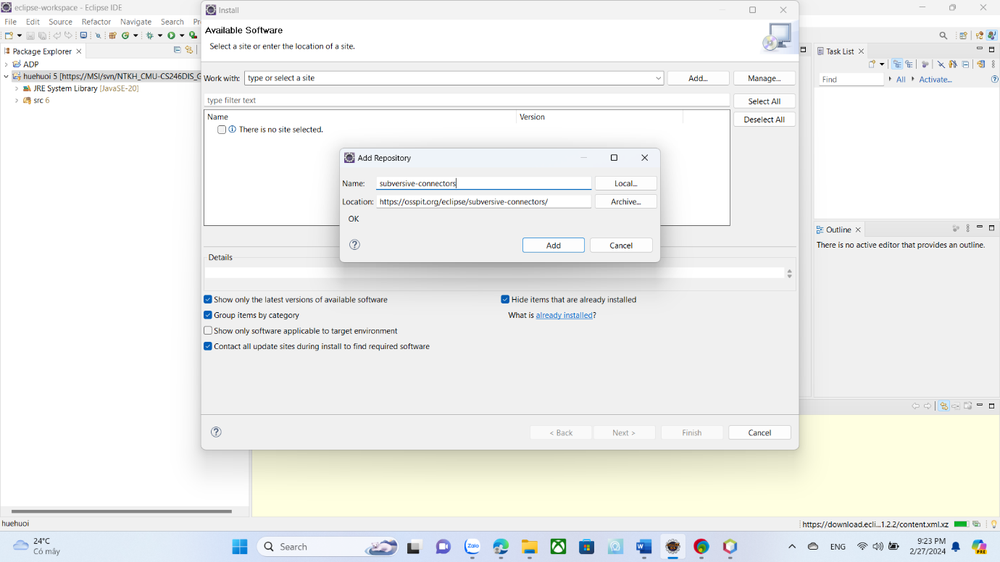 eclipse-workspace - Eclipse IDE
File Edit Source Refactor Navigate Search Pr
Package Explorer
ADP
huehuoi 5 [https://MSI/svn/NTKH_CMU-CS246DIS_G
JRE System Library [JavaSE-20]
src 6
Install
Available Software
Select a site or enter the location of a site.
Work with: type or select a site Add... Manage...
type filter text Select All
Name Version
There is no site selected.
Deselect All
Add Repository
Name: subversive-connectors Local...
Location: https://osspit.org/eclipse/subversive-connectors/ Archive...
OK
? Add Cancel
Details
Show only the latest versions of available software Hide items that are already installed
Group items by category What is already installed?
Show only software applicable to target environment
Contact all update sites during install to find required software
? < Back Next > Finish Cancel
Task List
Find All Activate... ?
Outline
There is no active editor that provides an outline.
huehuoi https://download.ecli...1.2.2/content.xml.xz
24°C
Có mây
Search
Zalo
W
ENG
PRE
9:23 PM
2/27/2024